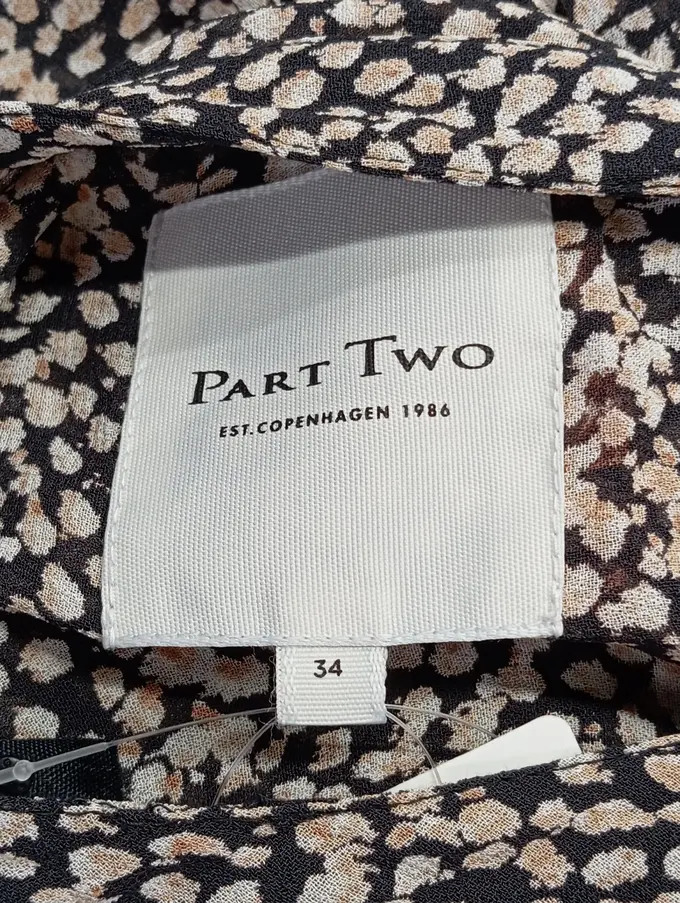 PART TWO
EST. COPENHAGEN 1986
34